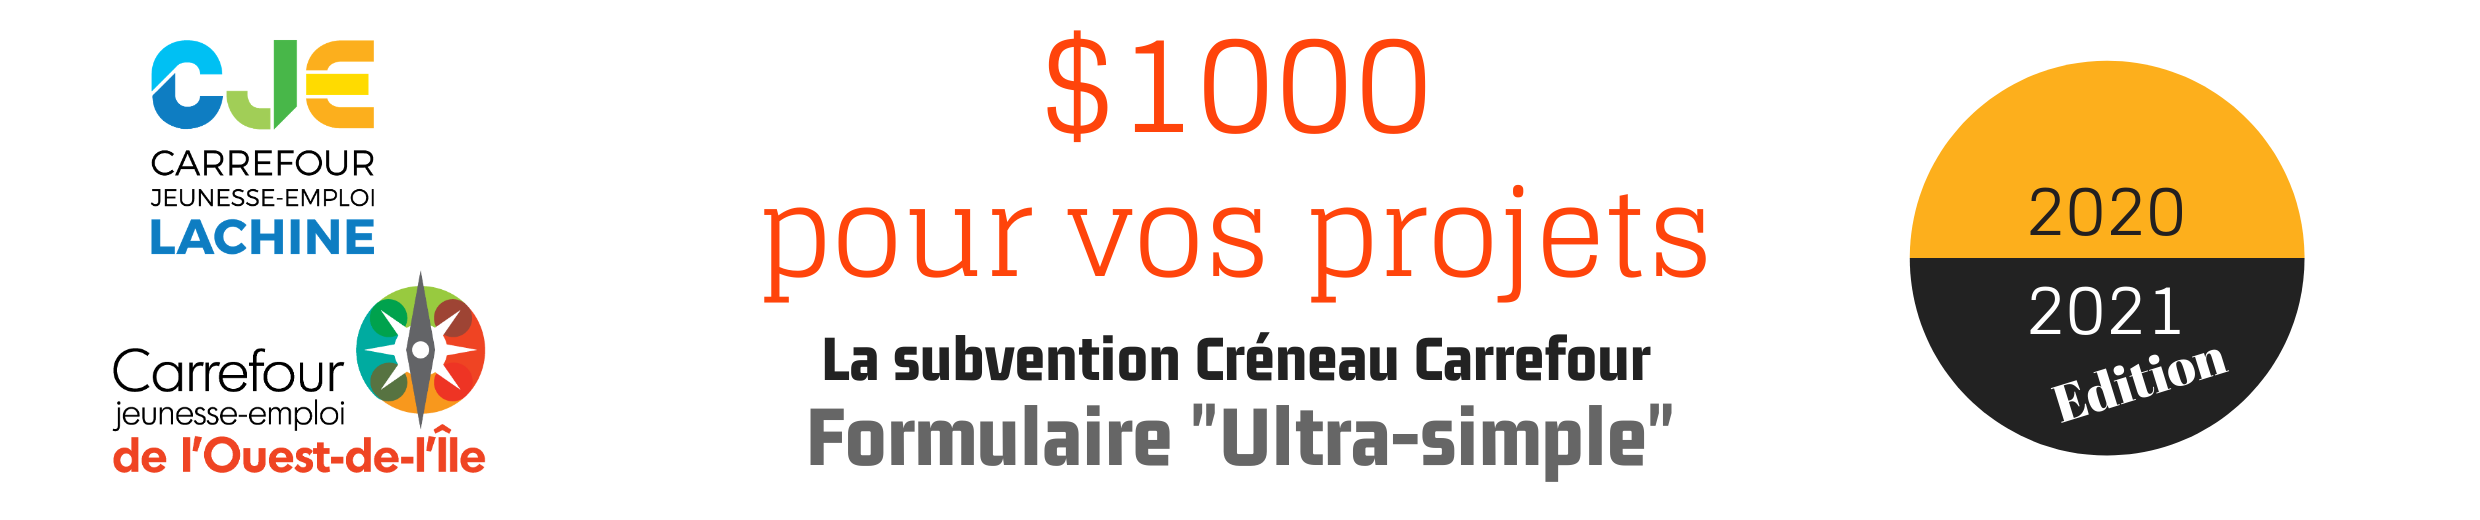 CJE
CARREFOUR
JEUNESSE-EMPLOI
LACHINE
Carrefour
jeunesse-emploi
de l'Ouest-de-l'Île
$1000
pour vos projets
La subvention Créneau Carrefour
Formulaire "Ultra-simple"
2020
2021
Edition